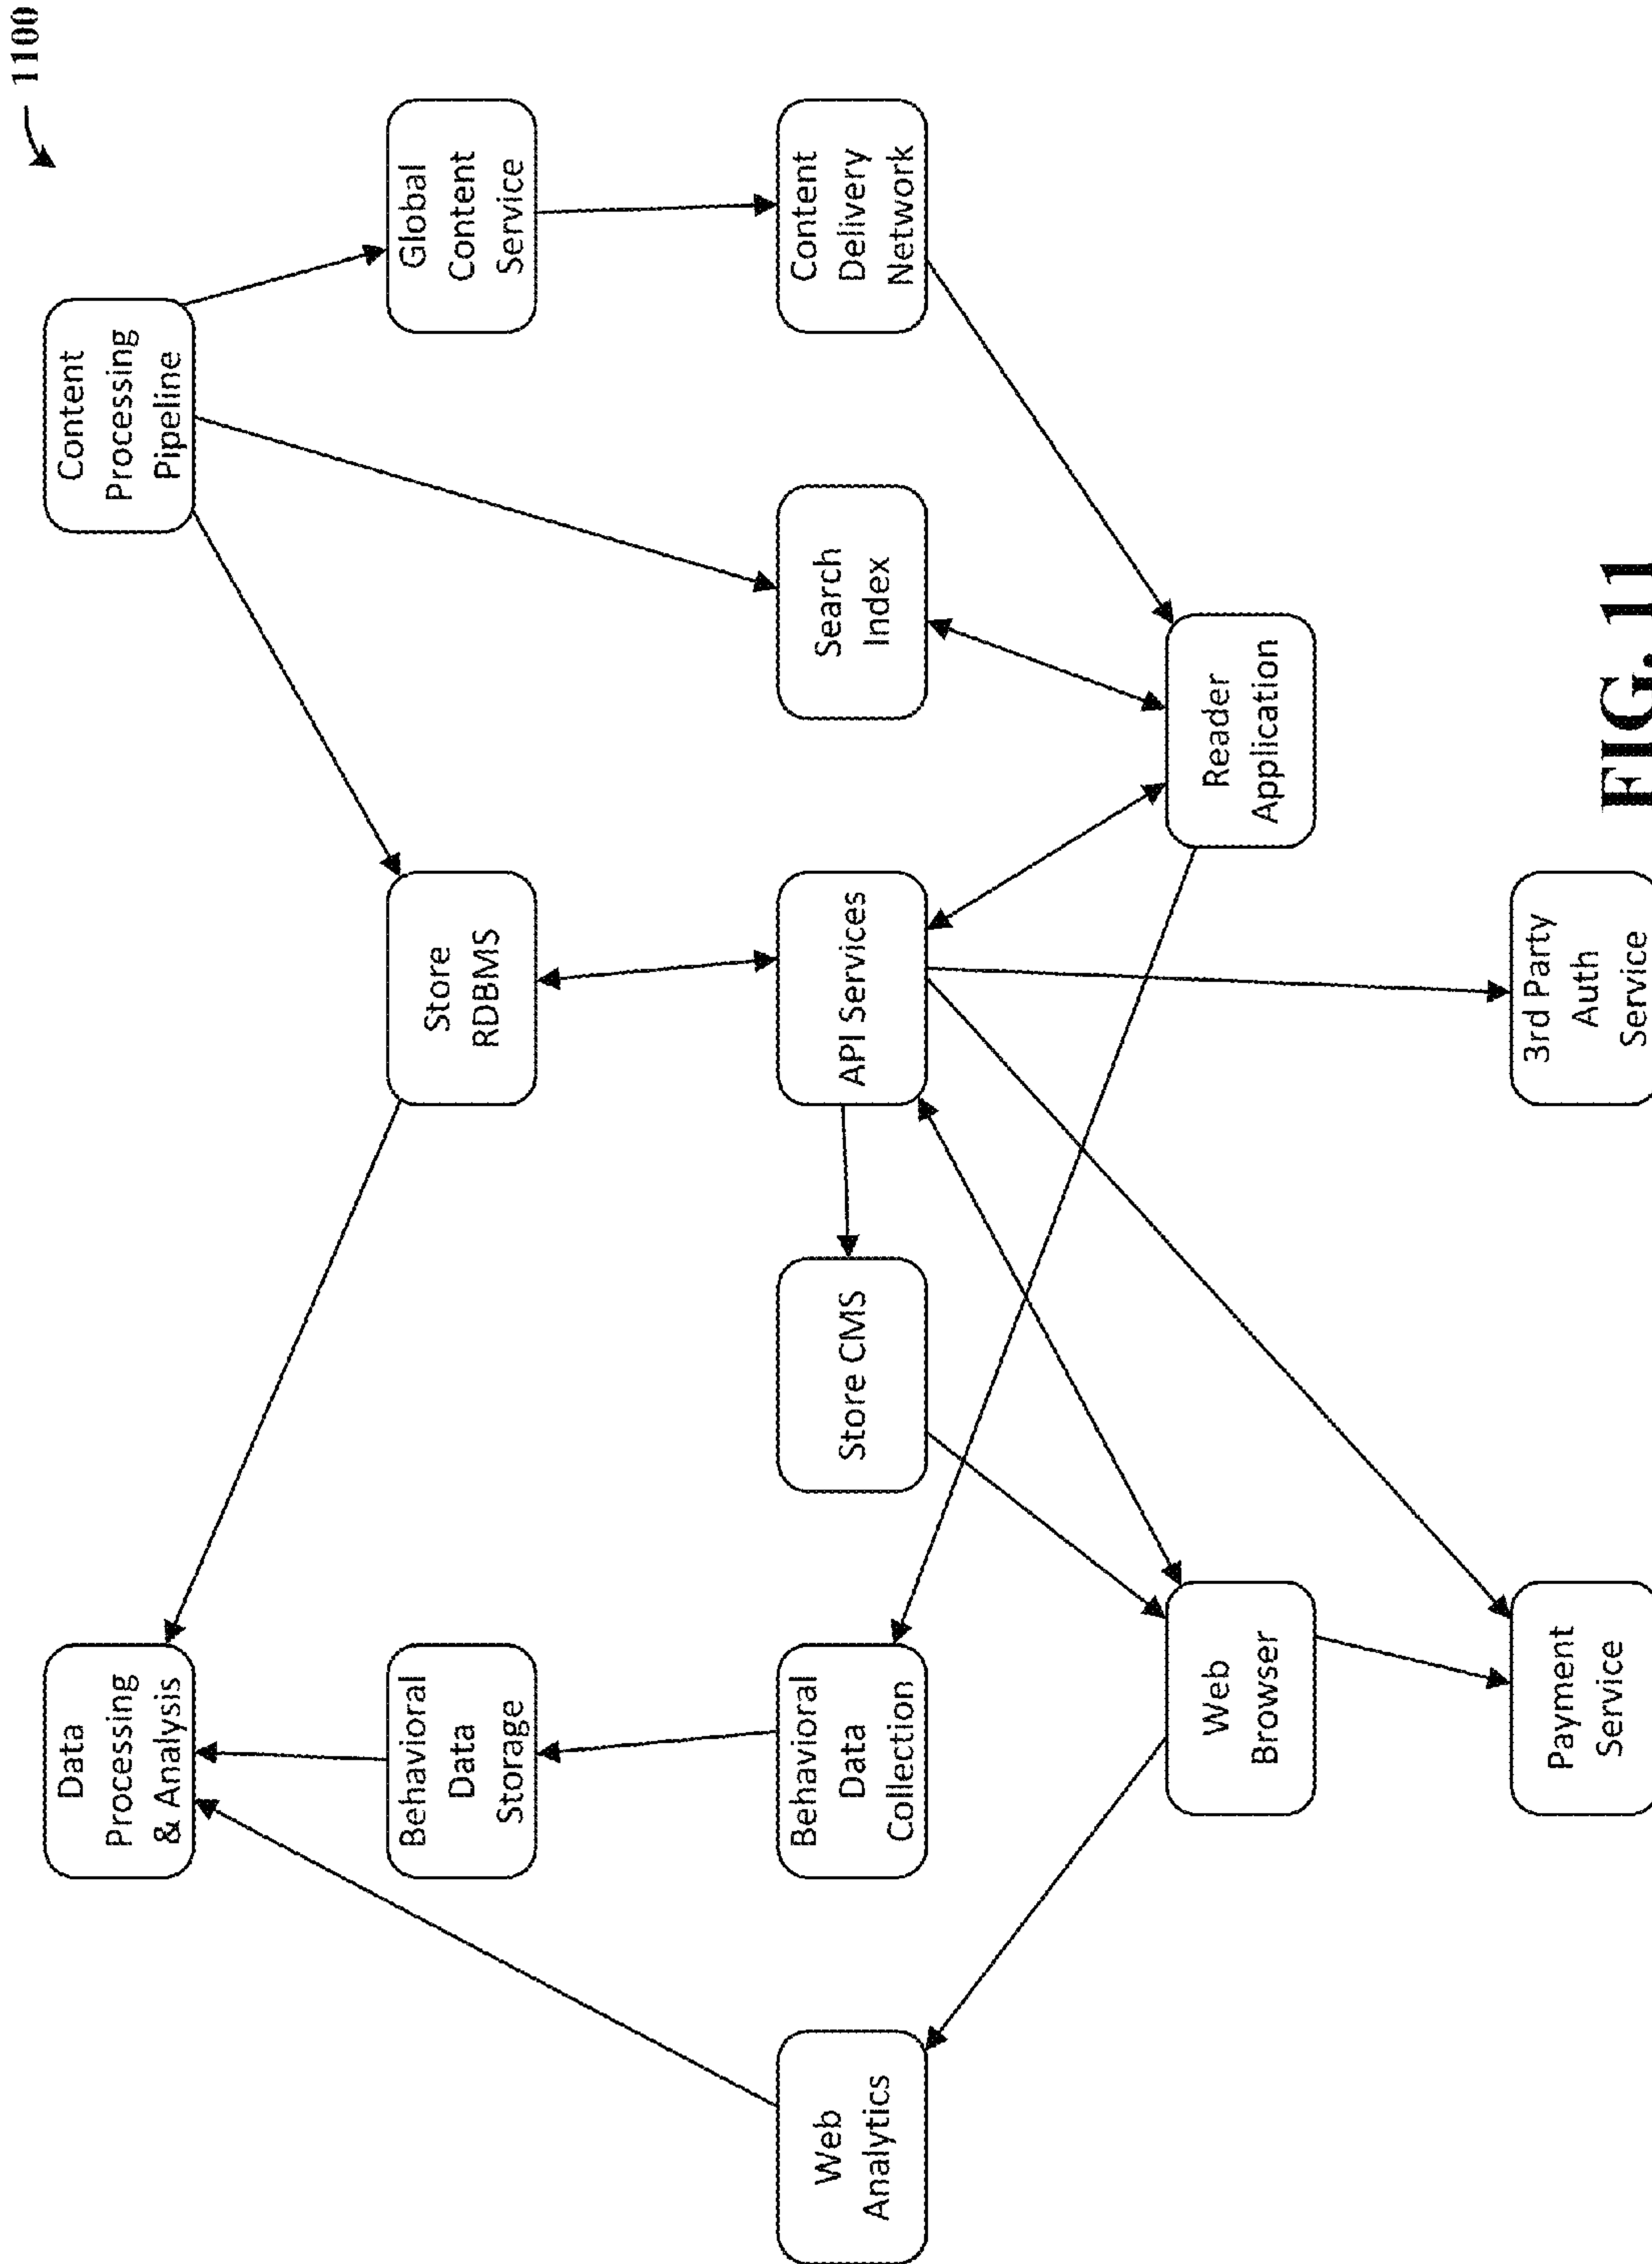 1100
Data
Processing
& Analysis
Content
Processing
Pipeline
Behavioral
Data
Storage
Store
RDBMS
Global
Content
Service
Web
Analytics
Behavioral
Data
Collection
Store CMS
API Services
Search
Index
Content
Delivery
Network
Web
Browser
Reader
Application
Payment
Service
3rd Party
Auth
Service
FIG. 11